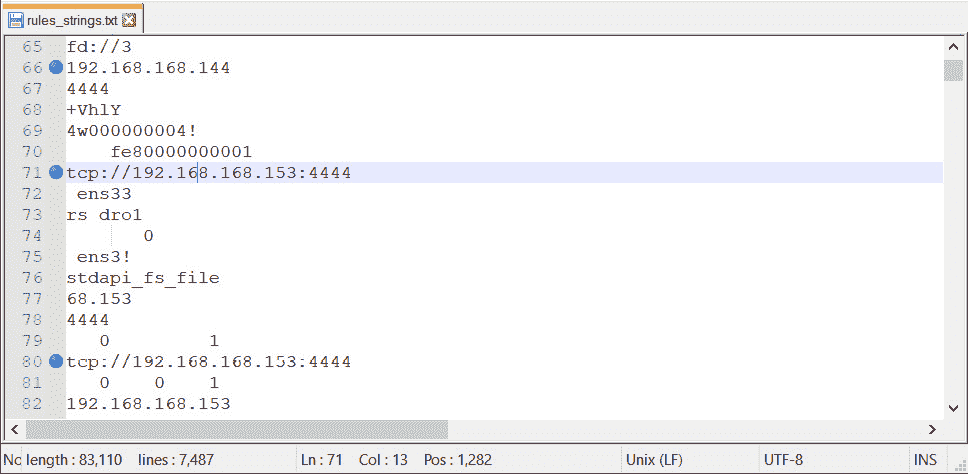 rules_strings.txt
65 fd://3
66 192.168.168.144
67 4444
68 +VhlY
69 4w000000004!
70 fe80000000001
71 tcp://192.168.168.153:4444
72 ens33
73 rs dro1
74 0
75 ens3!
76 stdapi_fs_file
77 68.153
78 4444
79 0 1
80 tcp://192.168.168.153:4444
81 0 0 1
82 192.168.168.153
No length : 83,110 lines : 7,487 Ln : 71 Col : 13 Pos : 1,282 Unix (LF) UTF-8 INS